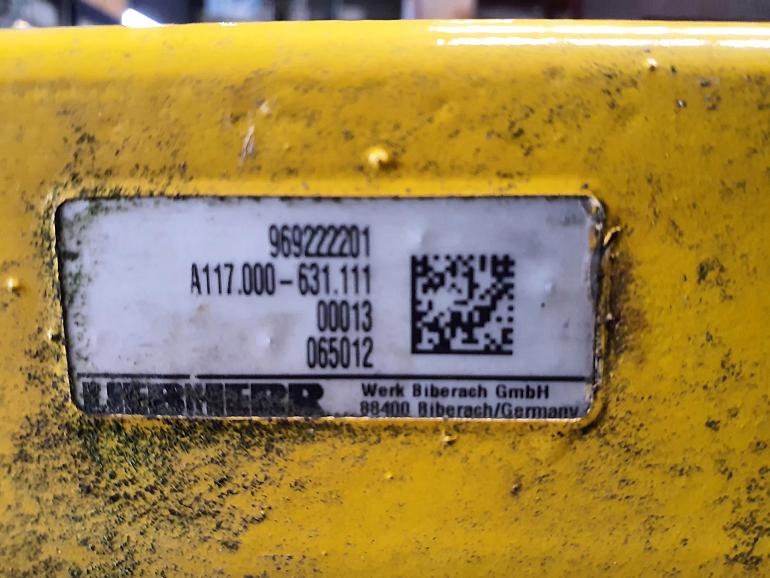 969222201
A117.000-631.111
00013
065012
LIEBHERR
Werk Biberach GmbH
88400 Biberach/Germany